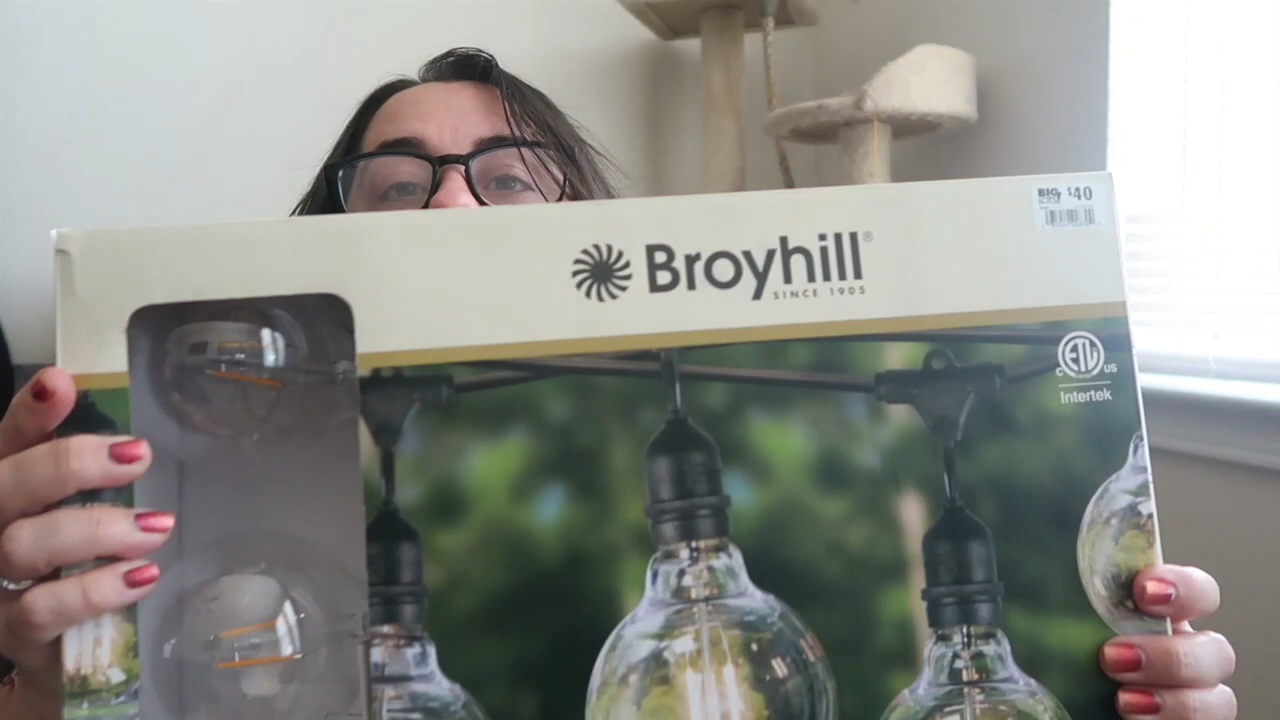 BIG LOTS $40
Broyhill®
SINCE 1905
ETL
C US
Intertek